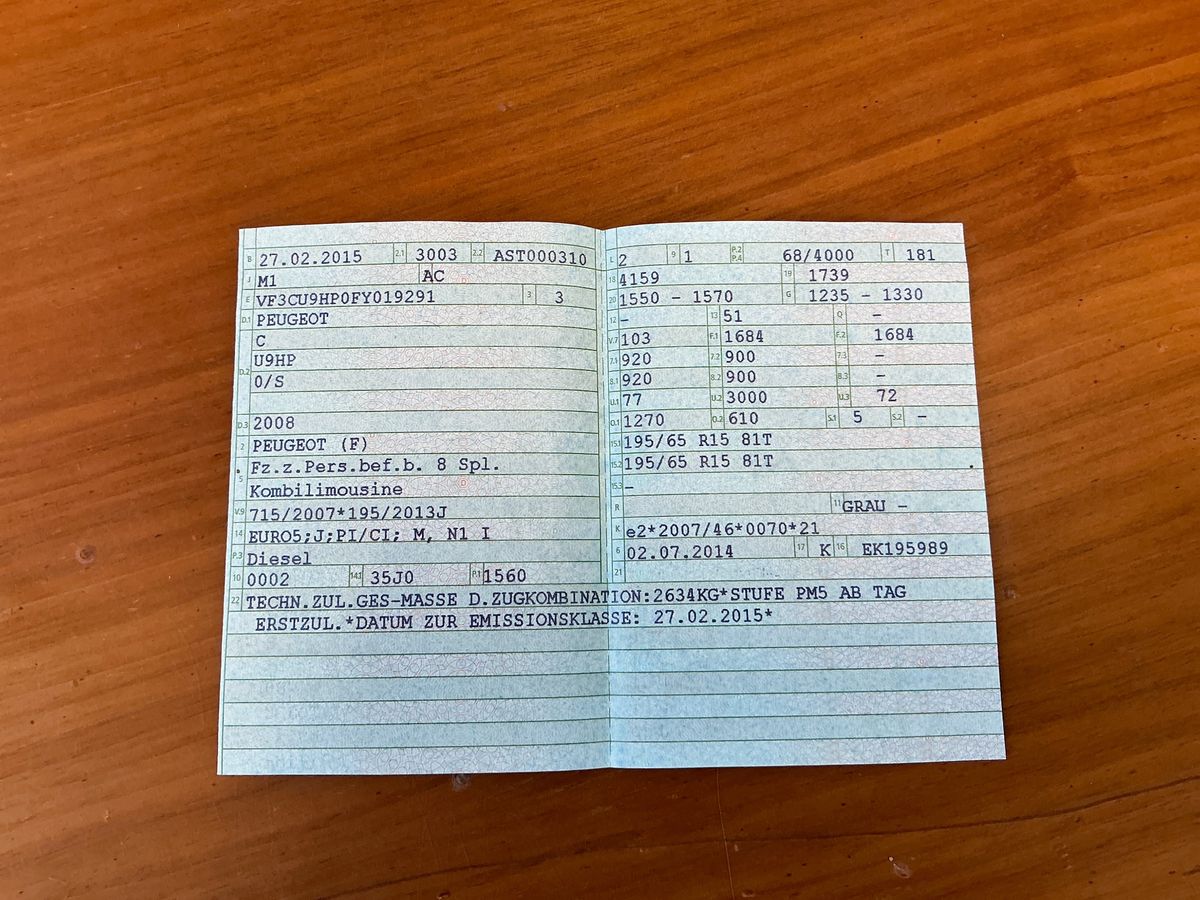 B 27.02.2015 2.1 3003 2.2 AST000310
J M1 AC
E VF3CU9HP0FY019291 3 3
D.1 PEUGEOT
C
U9HP
D.2 0/S
D.3 2008
2 PEUGEOT (F)
Fz.z.Pers.bef.b. 8 Spl.
5 Kombilimousine
V.9 715/2007*195/2013J
14 EURO5;J;PI/CI; M, N1 I
P.3 Diesel
10 0002 14.1 35J0 P.1 1560
L 2 9 1 P.2 P.4 68/4000 T 181
18 4159 19 1739
20 1550 - 1570 G 1235 - 1330
12 - 13 51 Q -
V.7 103 F.1 1684 F.2 1684
7.1 920 7.2 900 7.3 -
8.1 920 8.2 900 8.3 -
U.1 77 U.2 3000 U.3 72
O.1 1270 O.2 610 S.1 5 S.2 -
15.1 195/65 R15 81T
15.2 195/65 R15 81T
15.3 -
R 11 GRAU -
K e2*2007/46*0070*21
6 02.07.2014 17 K 16 EK195989
21
22 TECHN.ZUL.GES-MASSE D.ZUGKOMBINATION:2634KG*STUFE PM5 AB TAG
ERSTZUL.*DATUM ZUR EMISSIONSKLASSE: 27.02.2015*